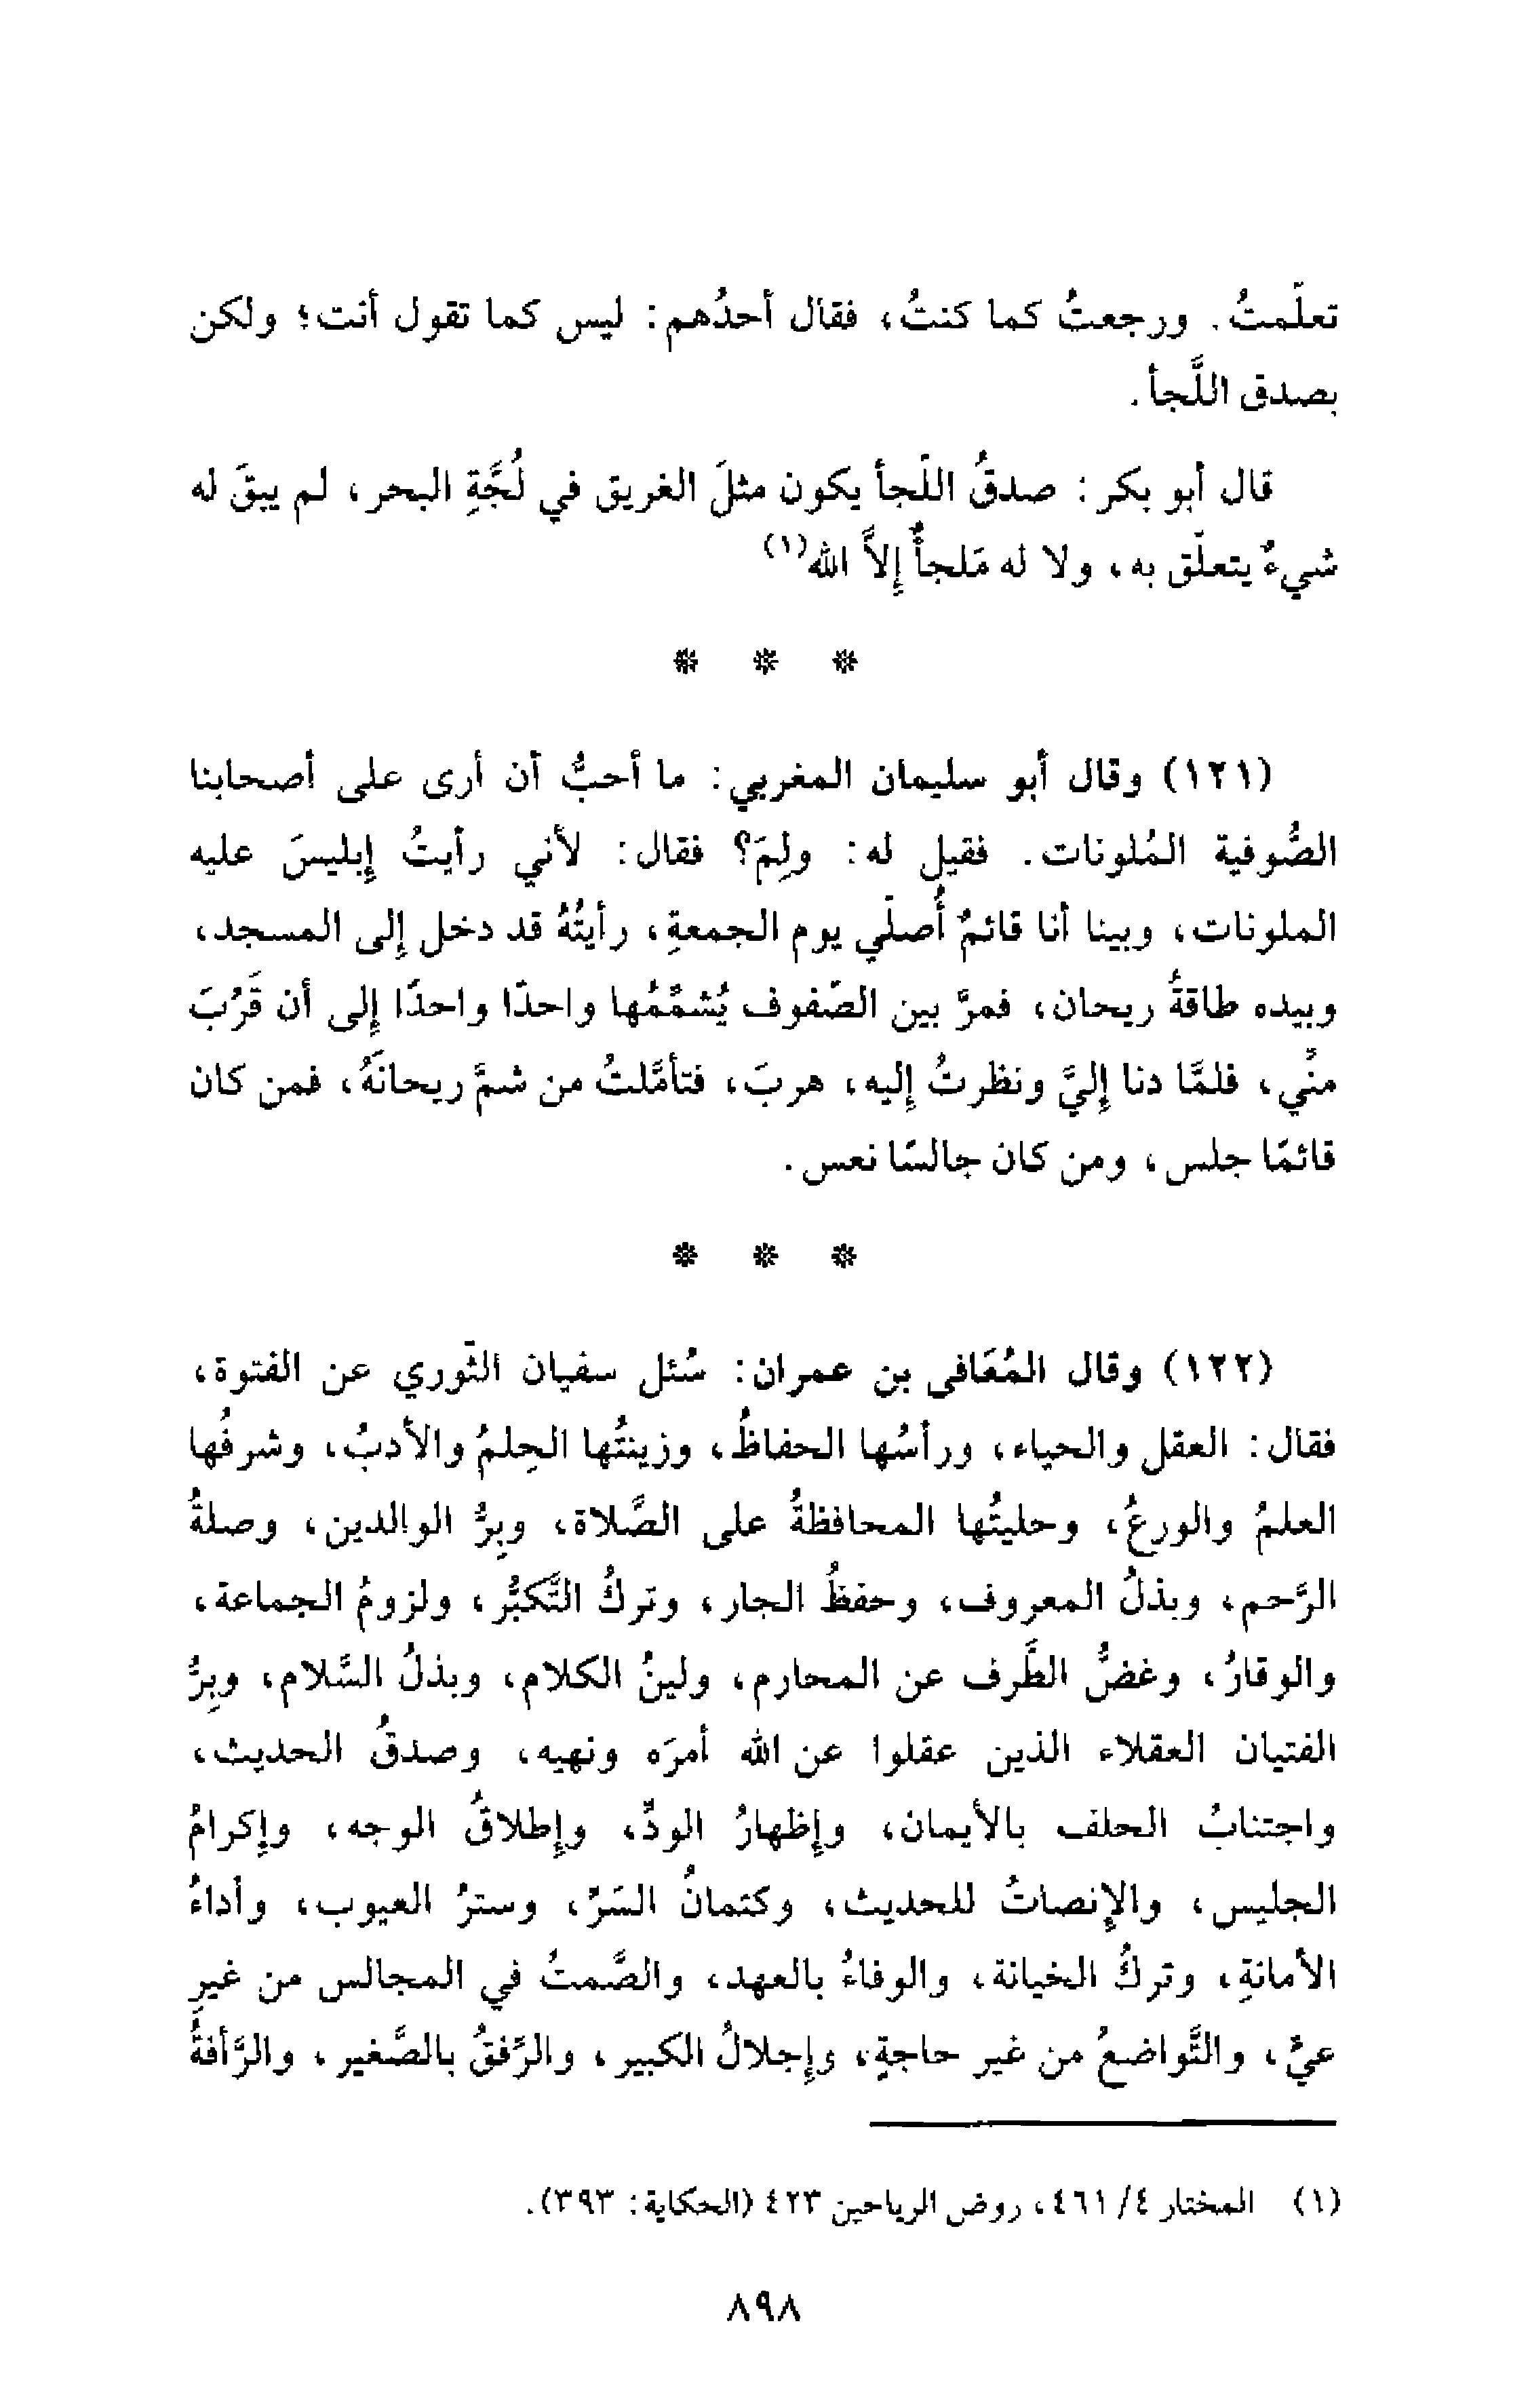 تعلّمتُ. ورجعتُ كما كنتُ، فقال أحدُهم: ليس كما تقول أنت؛ ولكن
بصدق اللَّجأ.
قال أبو بكر: صدقُ اللّجأ يكون مثلَ الغريق في لُجَّةِ البحر، لم يبقَ له
شيءٌ يتعلّق به، ولا له مَلجأٌ إلاَّ الله(١)
* * *
(١٢١) وقال أبو سليمان المغربي: ما أحبُّ أن أرى على أصحابنا
الصُّوفية المُلونات. فقيل له: ولِمَ؟ فقال: لأني رأيتُ إبليسَ عليه
الملونات، وبينا أنا قائمٌ أُصلّي يوم الجمعةِ، رأيتُهُ قد دخل إلى المسجد،
وبيده طاقةُ ريحان، فمرَّ بين الصّفوف يُشمِّمُها واحدًا واحدًا إلى أن قَرُبَ
منّي، فلمَّا دنا إليَّ ونظرتُ إليه، هربَ، فتأمَّلتُ من شمَّ ريحانَهُ، فمن كان
قائمًا جلس، ومن كان جالسًا نعس.
* * *
(١٢٢) وقال المُعَافى بن عمران: سُئل سفيان الثّوري عن الفتوة،
فقال: العقل والحياء، ورأسُها الحفاظُ، وزينتُها الحِلمُ والأدبُ، وشرفُها
العلمُ والورعُ، وحليتُها المحافظةُ على الصَّلاة، وبِرُّ الوالدين، وصلةُ
الرَّحم، وبذلُ المعروف، وحفظُ الجار، وتركُ التَّكبُّر، ولزومُ الجماعة،
والوقارُ، وغضُّ الطَّرف عن المحارم، ولينُ الكلام، وبذلُ السَّلام، وبِرُّ
الفتيان العقلاء الذين عقلوا عن الله أمرَه ونهيه، وصدقُ الحديث،
واجتنابُ الحلف بالأيمان، وإظهارُ الودِّ، وإطلاقُ الوجه، وإكرامُ
الجليس، والإنصاتُ للحديث، وكتمانُ السَرِّ، وسترُ العيوب، وأداءُ
الأمانةِ، وتركُ الخيانة، والوفاءُ بالعهد، والصَّمتُ في المجالس من غيرِ
عيٍّ، والتَّواضعُ من غير حاجةٍ، وإجلالُ الكبير، والرِّفقُ بالصَّغير، والرَّأفةُ
(١) المختار ٤/ ٤٦١، روض الرياحين ٤٢٣ (الحكاية: ٣٩٣).
٨٩٨